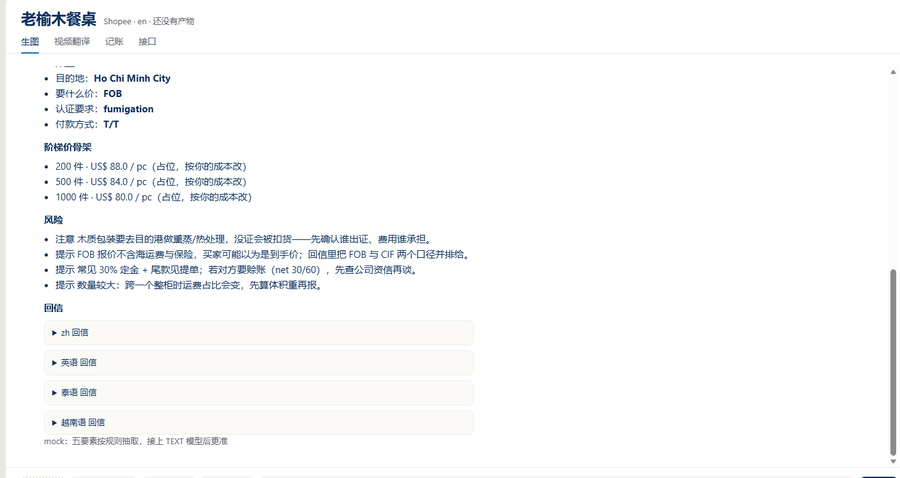 老榆木餐桌 Shopee · en · 还没有产物
生图 视频翻译 记账 接口
目的地：Ho Chi Minh City
要什么价：FOB
认证要求：fumigation
付款方式：T/T
阶梯价骨架
200 件 · US$ 88.0 / pc（占位，按你的成本改）
500 件 · US$ 84.0 / pc（占位，按你的成本改）
1000 件 · US$ 80.0 / pc（占位，按你的成本改）
风险
注意 木质包装要去目的港做熏蒸/热处理，没证会被扣货——先确认谁出证、费用谁承担。
提示 FOB 报价不含海运费与保险，买家可能以为是到手价；回信里把 FOB 与 CIF 两个口径并排给。
提示 常见 30% 定金 + 尾款见提单；若对方要赊账（net 30/60），先查公司资信再谈。
提示 数量较大：跨一个整柜时运费占比会变，先算体积重再报。
回信
zh 回信
英语 回信
泰语 回信
越南语 回信
mock：五要素按规则抽取，接上 TEXT 模型后更准